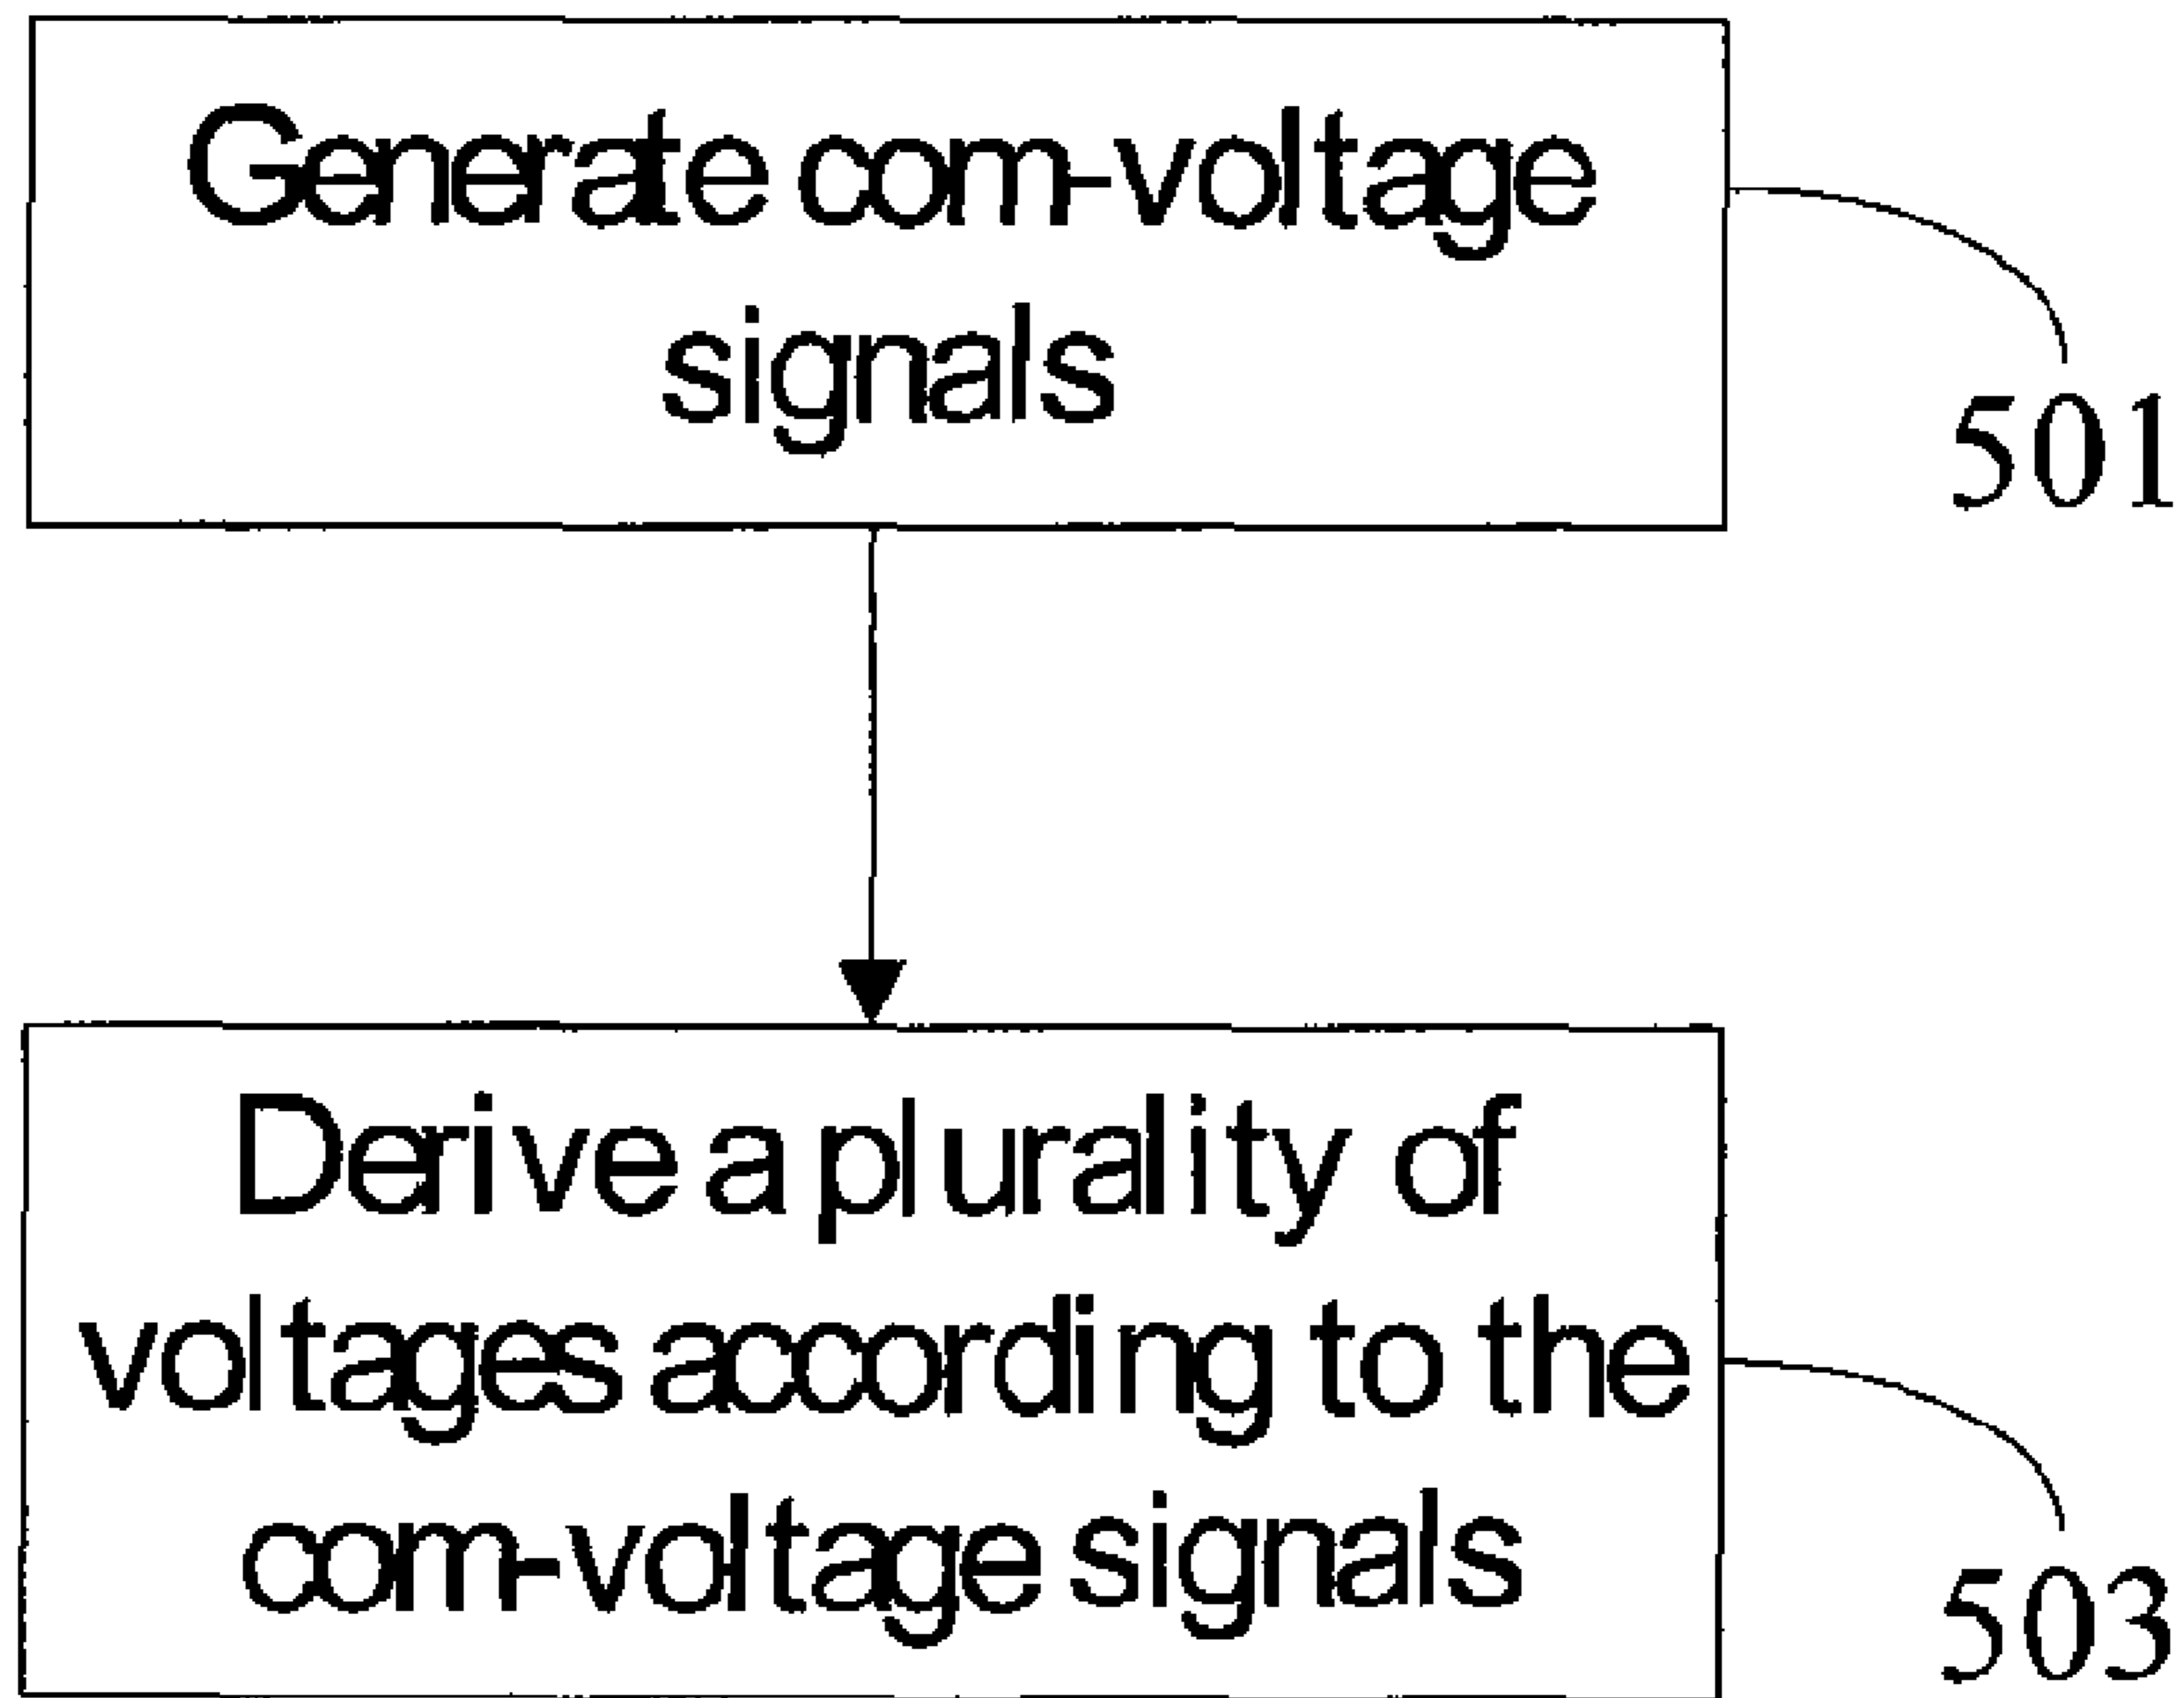 Generate com-voltage
signals
501
Derive a plurality of
voltages according to the
com-voltage signals
503